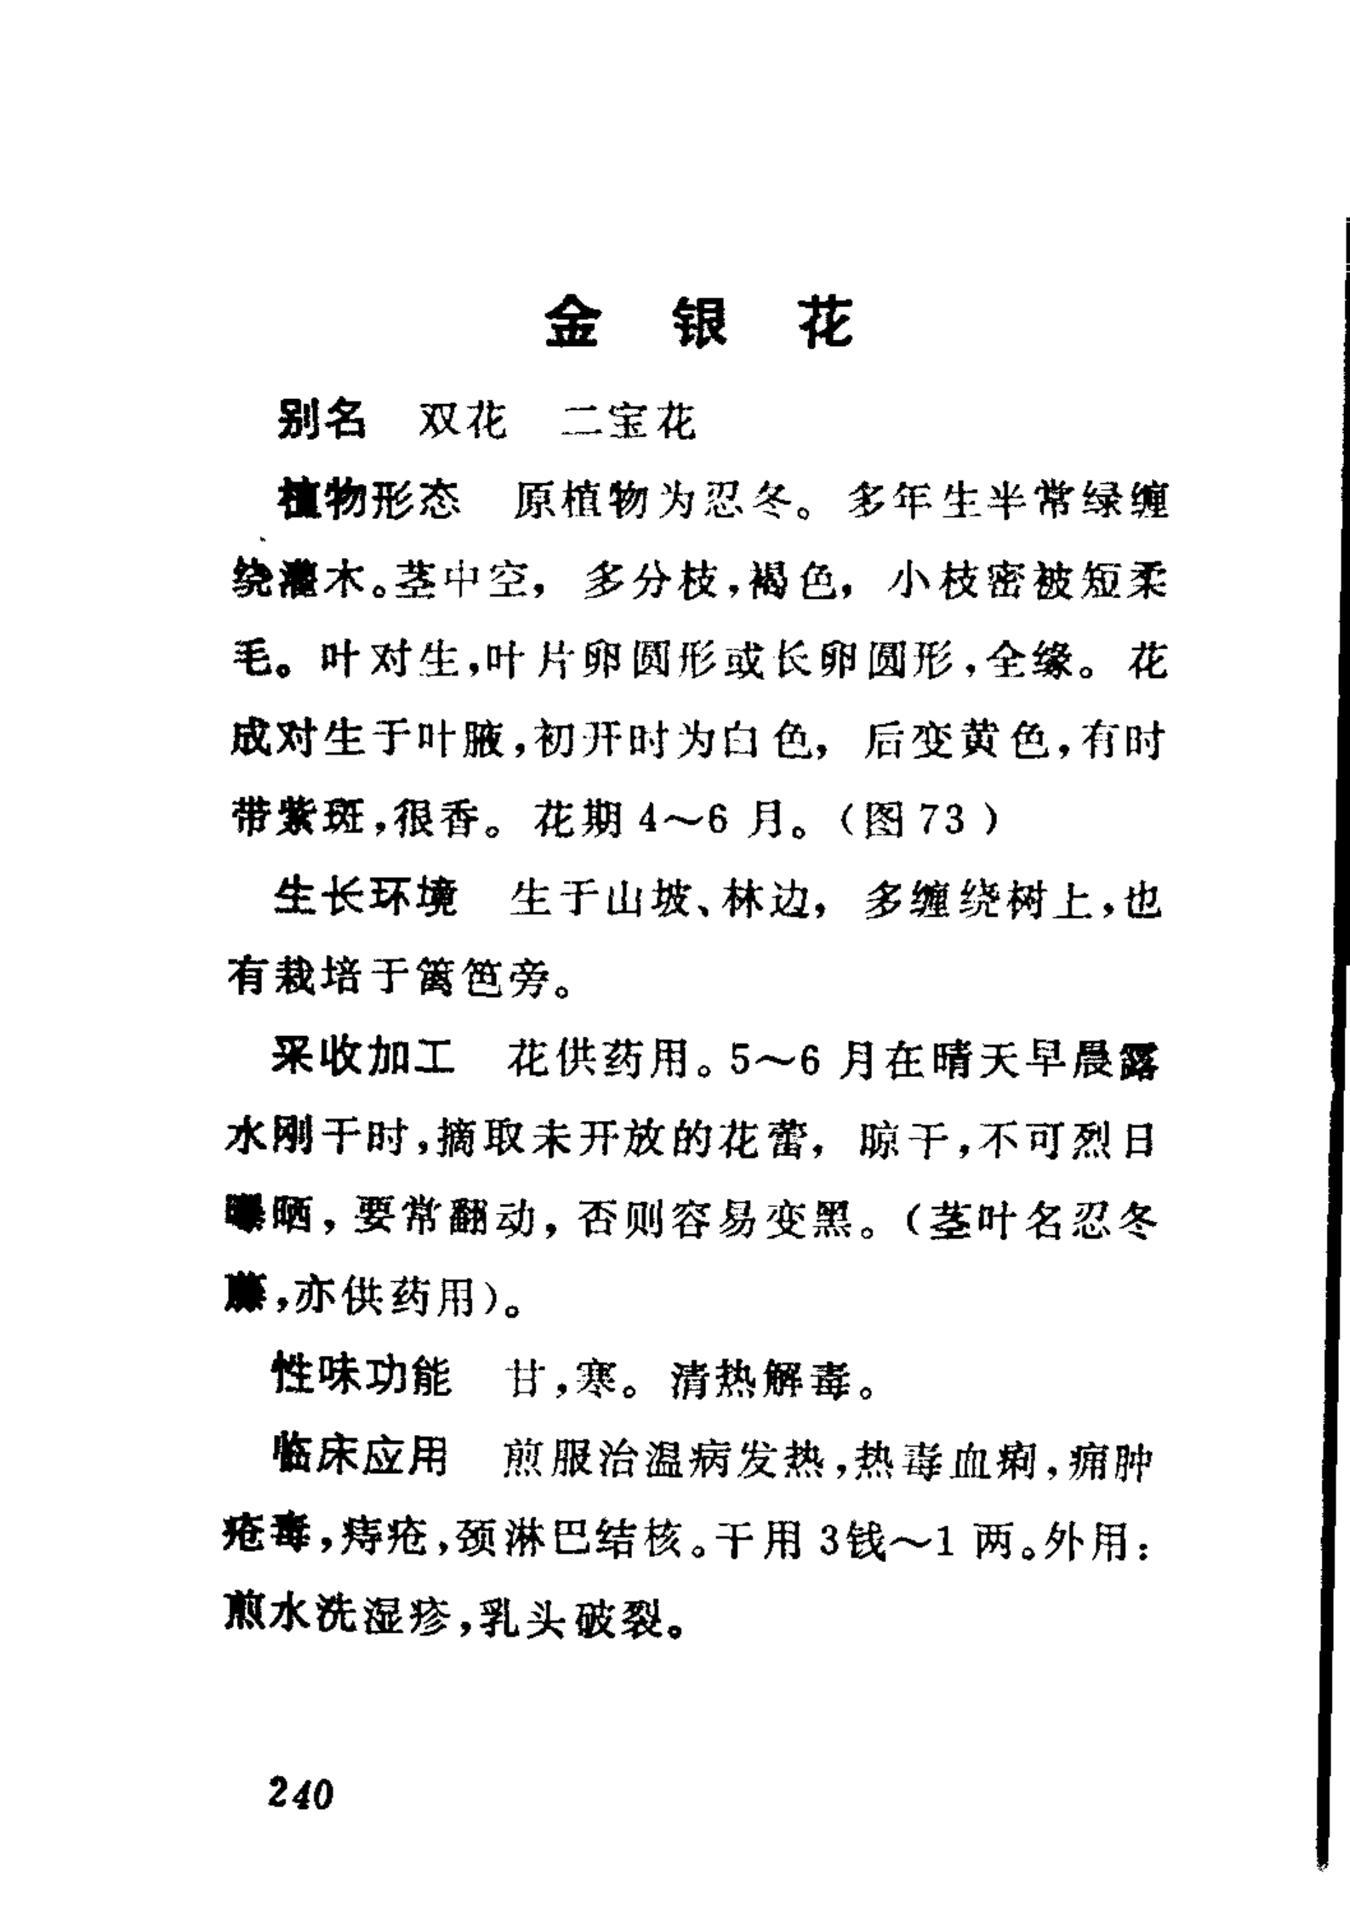 金银花
别名 双花 二宝花
植物形态 原植物为忍冬。多年生半常绿缠
绕灌木。茎中空，多分枝，褐色，小枝密被短柔
毛。叶对生，叶片卵圆形或长卵圆形，全缘。花
成对生于叶腋，初开时为白色，后变黄色，有时
带紫斑，很香。花期4～6月。（图73）
生长环境 生于山坡、林边，多缠绕树上，也
有栽培于篱笆旁。
采收加工 花供药用。5～6月在晴天早晨露
水刚干时，摘取未开放的花蕾，晾干，不可烈日
曝晒，要常翻动，否则容易变黑。（茎叶名忍冬
藤，亦供药用）。
性味功能 甘，寒。清热解毒。
临床应用 煎服治温病发热，热毒血痢，痈肿
疮毒，痔疮，颈淋巴结核。干用3钱～1两。外用：
煎水洗湿疹，乳头破裂。
240